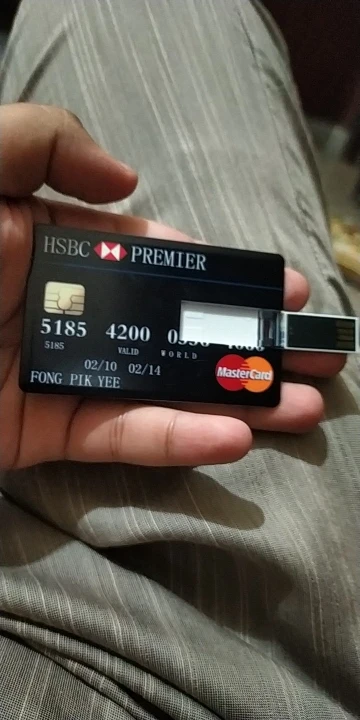 HSBC PREMIER
5185 4200
5185 VALID WORLD
02/10 02/14
FONG PIK YEE
MasterCard